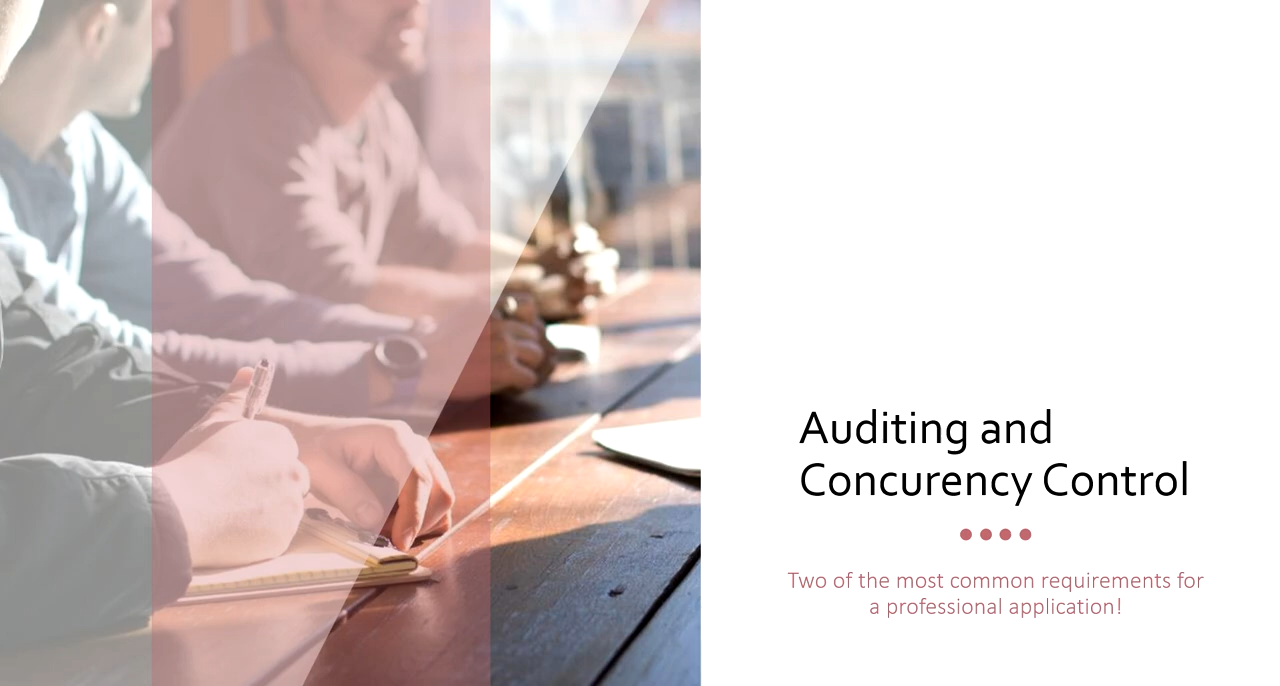 Auditing and
Concurency Control
Two of the most common requirements for
a professional application!